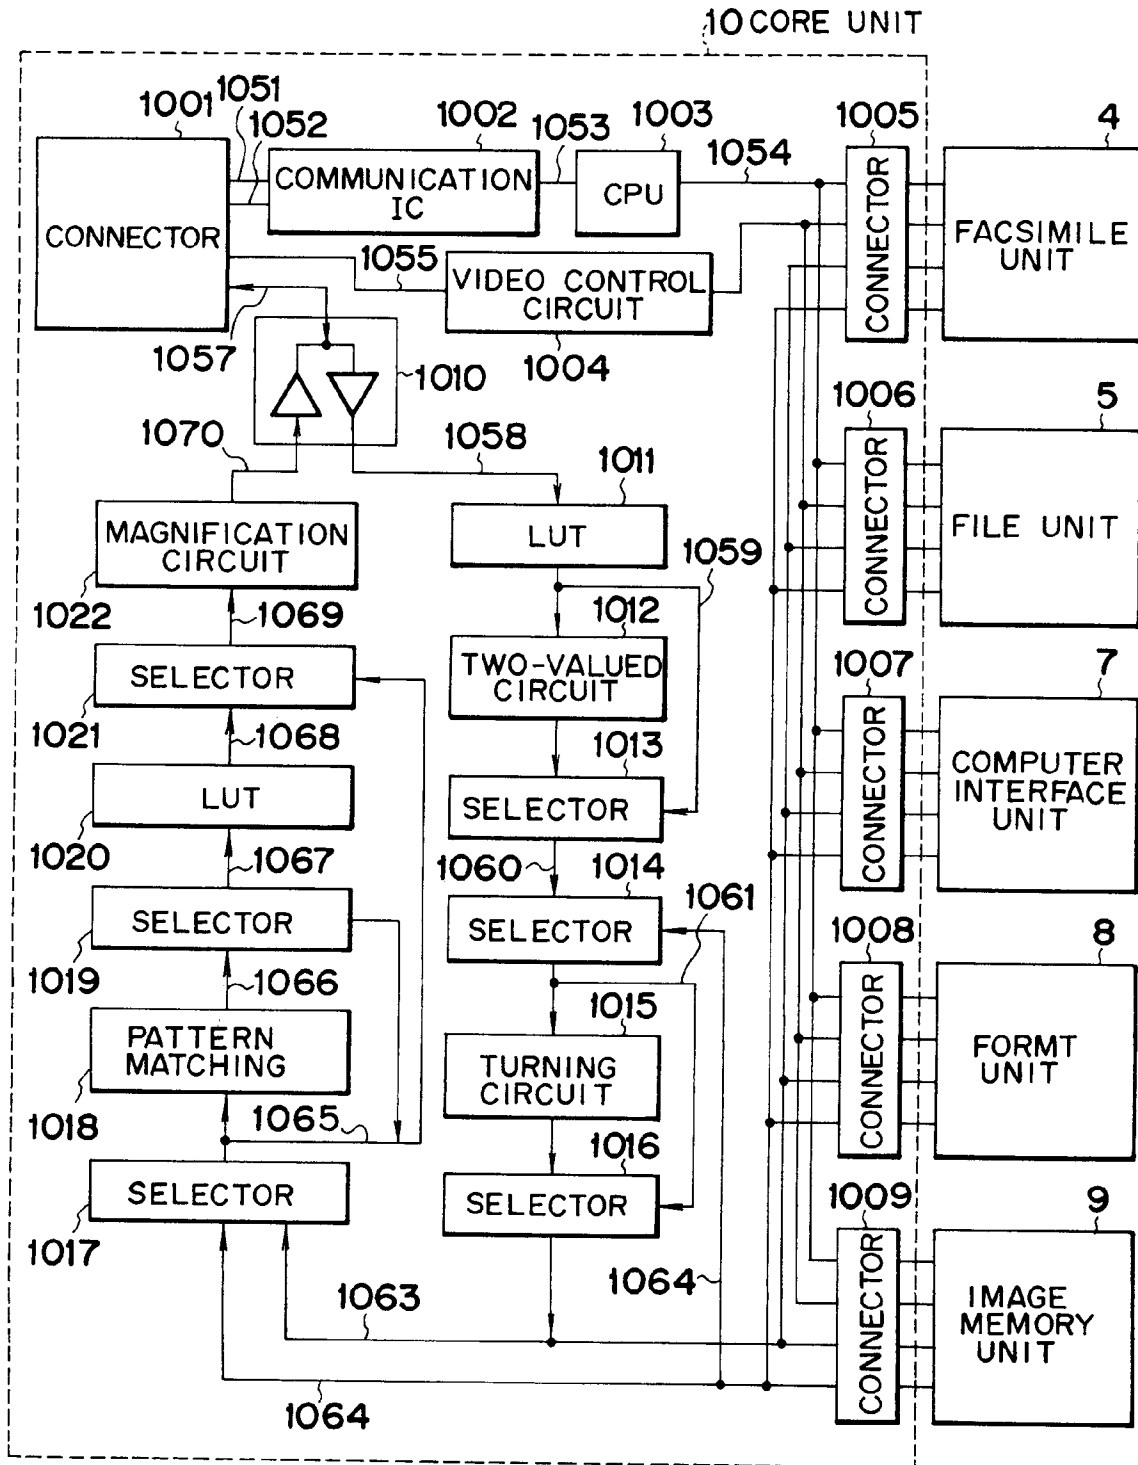 10 CORE UNIT
1001
1051
1052
1002
1053
1003
1054
1005
4
CONNECTOR
COMMUNICATION
IC
CPU
CONNECTOR
FACSIMILE
UNIT
1055
VIDEO CONTROL
CIRCUIT
1057
1004
1010
1006
5
1070
1058
1011
CONNECTOR
FILE UNIT
MAGNIFICATION
CIRCUIT
LUT
1059
1022
1069
1012
SELECTOR
TWO-VALUED
CIRCUIT
1007
7
1021
1068
1013
CONNECTOR
COMPUTER
INTERFACE
UNIT
LUT
SELECTOR
1020
1067
1060
1014
1061
SELECTOR
SELECTOR
1008
8
1019
1066
1015
CONNECTOR
FORMT
UNIT
PATTERN
MATCHING
TURNING
CIRCUIT
1018
1065
1016
SELECTOR
SELECTOR
1009
9
1017
1064
CONNECTOR
IMAGE
MEMORY
UNIT
1063
1064